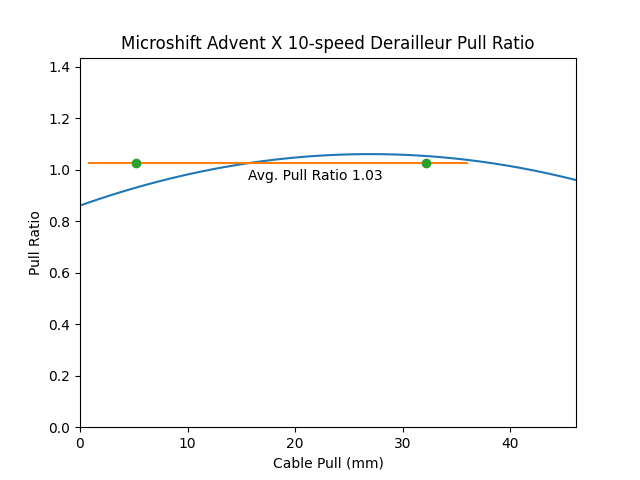 Microshift Advent X 10-speed Derailleur Pull Ratio
1.4
1.2
1.0
0.8
0.6
0.4
0.2
0.0
Pull Ratio
Avg. Pull Ratio 1.03
0 10 20 30 40
Cable Pull (mm)